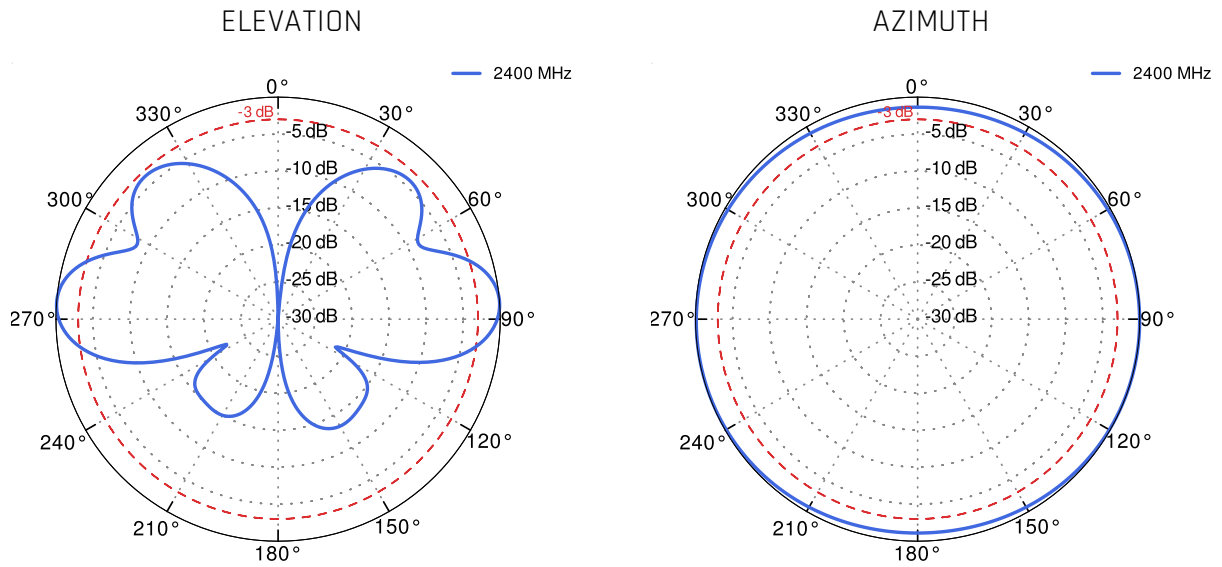 ELEVATION
2400 MHz
0°
-3 dB
330°
30°
-5 dB
-10 dB
300°
60°
-15 dB
-20 dB
-25 dB
270°
-30 dB
90°
240°
120°
210°
150°
180°
AZIMUTH
2400 MHz
0°
-3 dB
330°
30°
-5 dB
-10 dB
300°
60°
-15 dB
-20 dB
-25 dB
270°
-30 dB
90°
240°
120°
210°
150°
180°